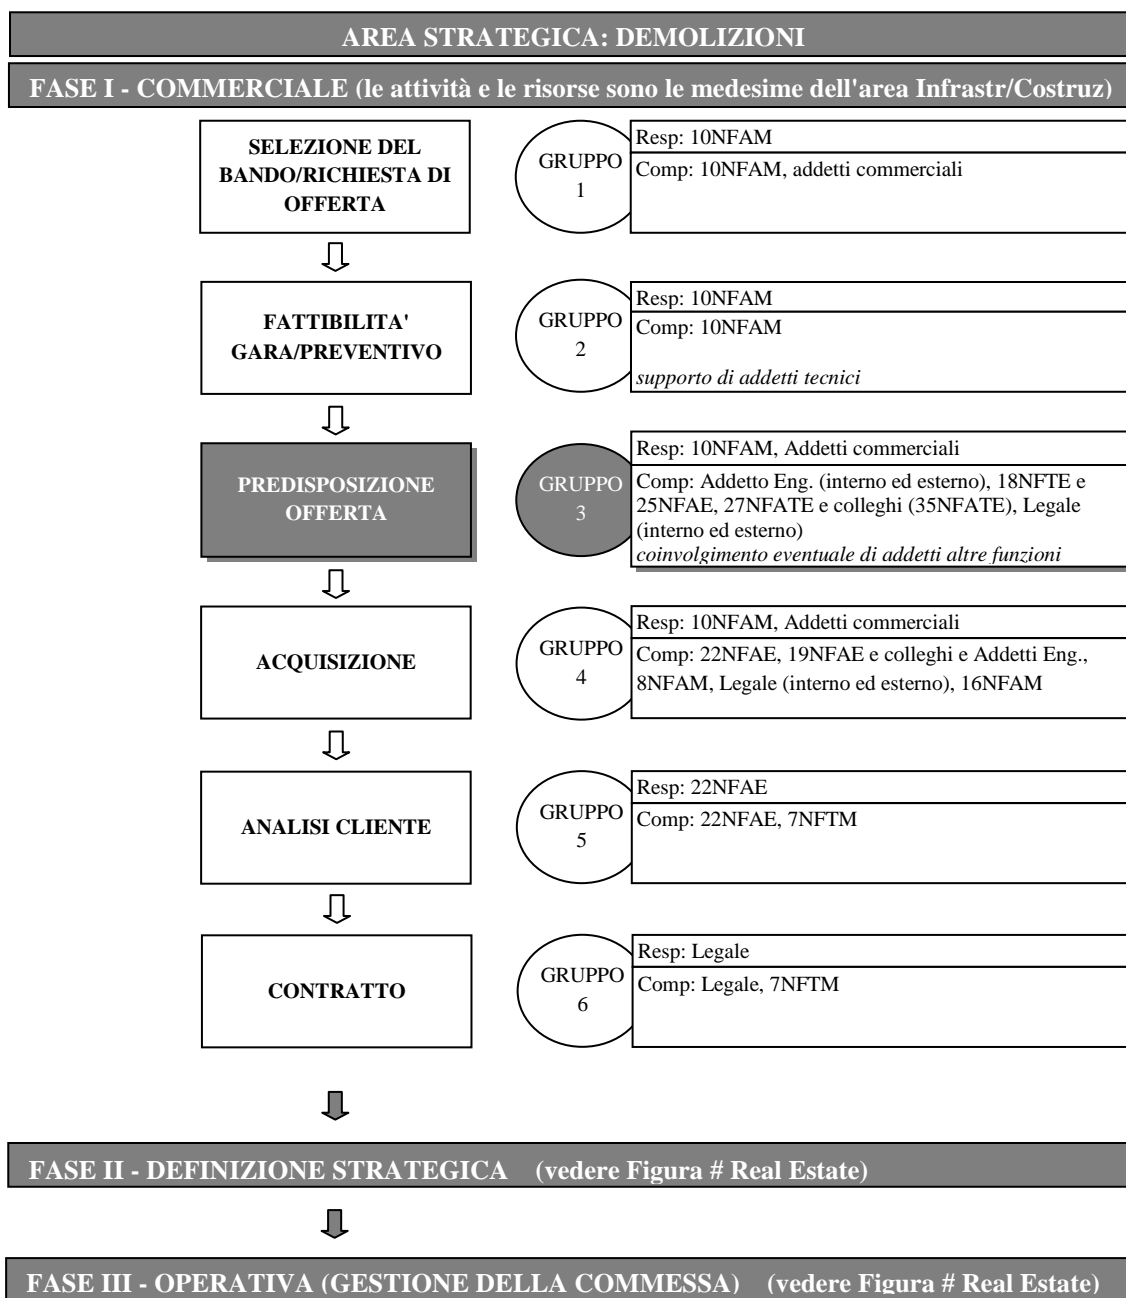 AREA STRATEGICA: DEMOLIZIONI
FASE I - COMMERCIALE (le attività e le risorse sono le medesime dell'area Infrastr/Costruz)
SELEZIONE DEL
BANDO/RICHIESTA DI
OFFERTA
GRUPPO
1
Resp: 10NFAM
Comp: 10NFAM, addetti commerciali
FATTIBILITA'
GARA/PREVENTIVO
GRUPPO
2
Resp: 10NFAM
Comp: 10NFAM
supporto di addetti tecnici
PREDISPOSIZIONE
OFFERTA
GRUPPO
3
Resp: 10NFAM, Addetti commerciali
Comp: Addetto Eng. (interno ed esterno), 18NFTE e
25NFAE, 27NFATE e colleghi (35NFATE), Legale
(interno ed esterno)
coinvolgimento eventuale di addetti altre funzioni
ACQUISIZIONE
GRUPPO
4
Resp: 10NFAM, Addetti commerciali
Comp: 22NFAE, 19NFAE e colleghi e Addetti Eng.,
8NFAM, Legale (interno ed esterno), 16NFAM
ANALISI CLIENTE
GRUPPO
5
Resp: 22NFAE
Comp: 22NFAE, 7NFTM
CONTRATTO
GRUPPO
6
Resp: Legale
Comp: Legale, 7NFTM
FASE II - DEFINIZIONE STRATEGICA (vedere Figura # Real Estate)
FASE III - OPERATIVA (GESTIONE DELLA COMMESSA) (vedere Figura # Real Estate)